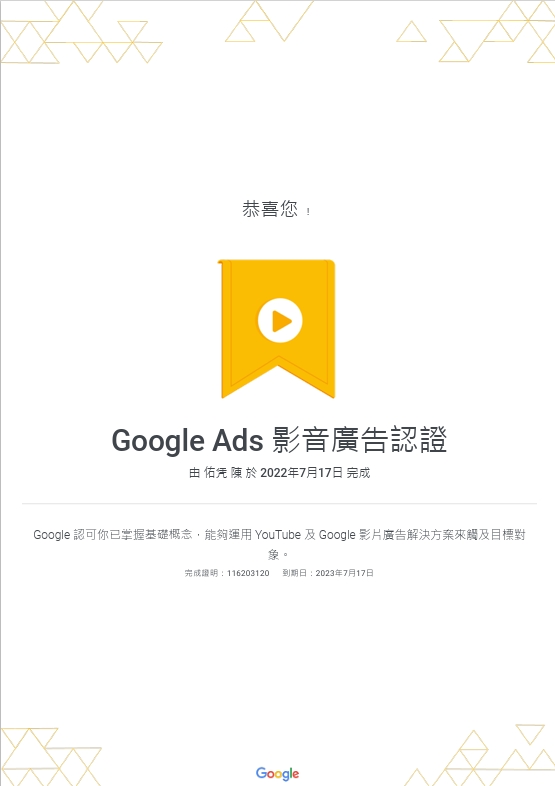 恭喜您！
Google Ads 影音廣告認證
由 佑凭 陳 於 2022年7月17日 完成
Google 認可你已掌握基礎概念，能夠運用 YouTube 及 Google 影片廣告解決方案來觸及目標對
象。
完成證明：116203120 到期日：2023年7月17日
Google